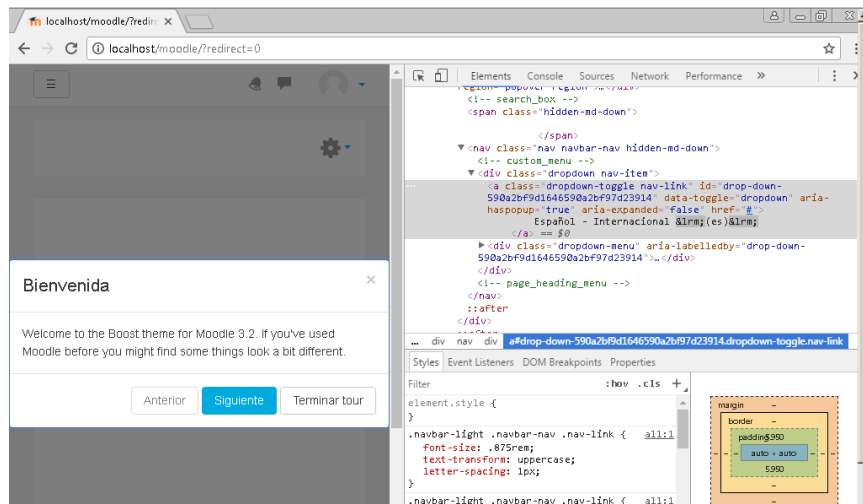 localhost/moodle/?redire
localhost/moodle/?redirect=0
Elements Console Sources Network Performance »
<!-- search_box -->
<span class="hidden-md-down">
</span>
▼<nav class="nav navbar-nav hidden-md-down">
<!-- custom_menu -->
▼<div class="dropdown nav-item">
<a class="dropdown-toggle nav-link" id="drop-down-
590a2bf9d1646590a2bf97d23914" data-toggle="dropdown" aria-
haspopup="true" aria-expanded="false" href="#">
Español - Internacional &lrm;(es)&lrm;
</a> == $0
▶<div class="dropdown-menu" aria-labelledby="drop-down-
590a2bf9d1646590a2bf97d23914">…</div>
</div>
<!-- page_heading_menu -->
</nav>
::after
</div>
... div nav div a#drop-down-590a2bf9d1646590a2bf97d23914.dropdown-toggle.nav-link
Styles Event Listeners DOM Breakpoints Properties
Filter :hov .cls +
element.style {
}
.navbar-light .navbar-nav .nav-link { all:1
font-size: .875rem;
text-transform: uppercase;
letter-spacing: 1px;
}
.navbar-light .navbar-nav .nav-link { all:1
margin –
border –
padding 5.950
– – auto × auto – –
5.950
–
–
Bienvenida ×
Welcome to the Boost theme for Moodle 3.2. If you've used
Moodle before you might find some things look a bit different.
Anterior Siguiente Terminar tour